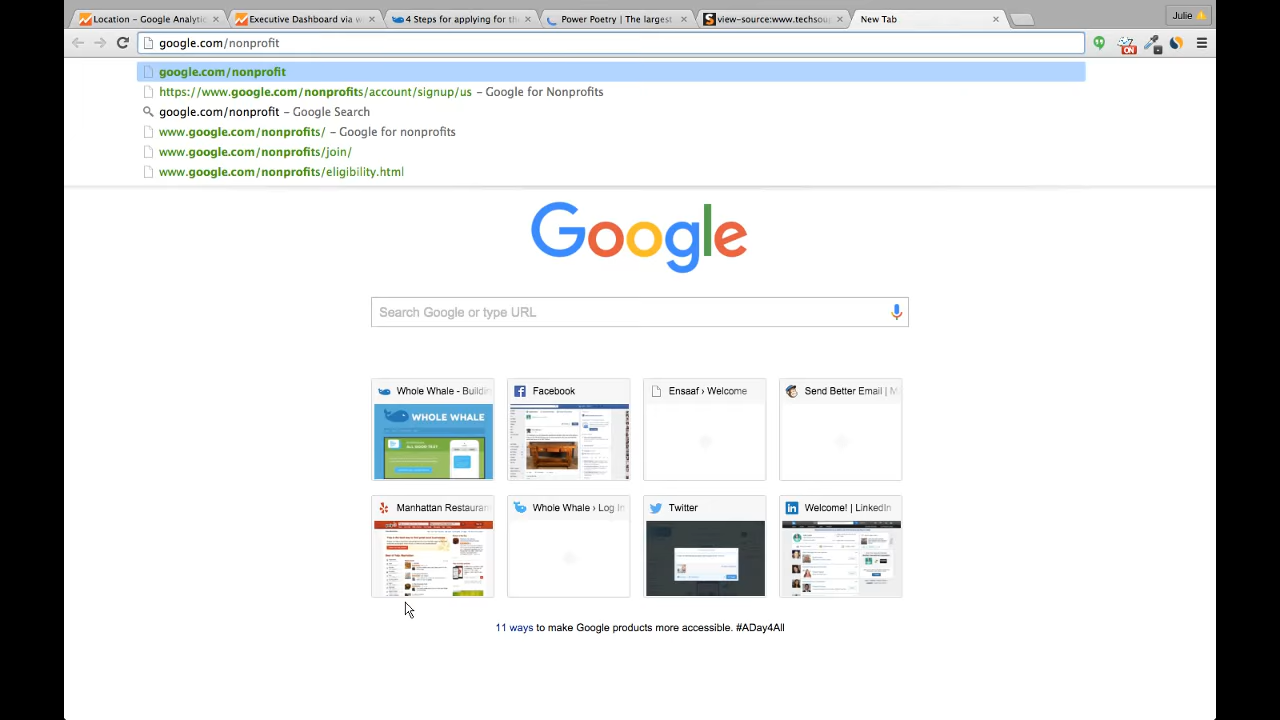 Location – Google Analytic
Executive Dashboard via w
4 Steps for applying for th
Power Poetry | The largest
view-source:www.techsoup
New Tab
Julie
google.com/nonprofit
ON
google.com/nonprofit
https://www.google.com/nonprofits/account/signup/us – Google for Nonprofits
google.com/nonprofit – Google Search
www.google.com/nonprofits/ – Google for nonprofits
www.google.com/nonprofits/join/
www.google.com/nonprofits/eligibility.html
Google
Search Google or type URL
Whole Whale - Buildin
Facebook
Ensaaf › Welcome
Send Better Email | M
WHOLE WHALE
Manhattan Restauran
Whole Whale › Log In
Twitter
Welcome! | LinkedIn
11 ways to make Google products more accessible. #ADay4All